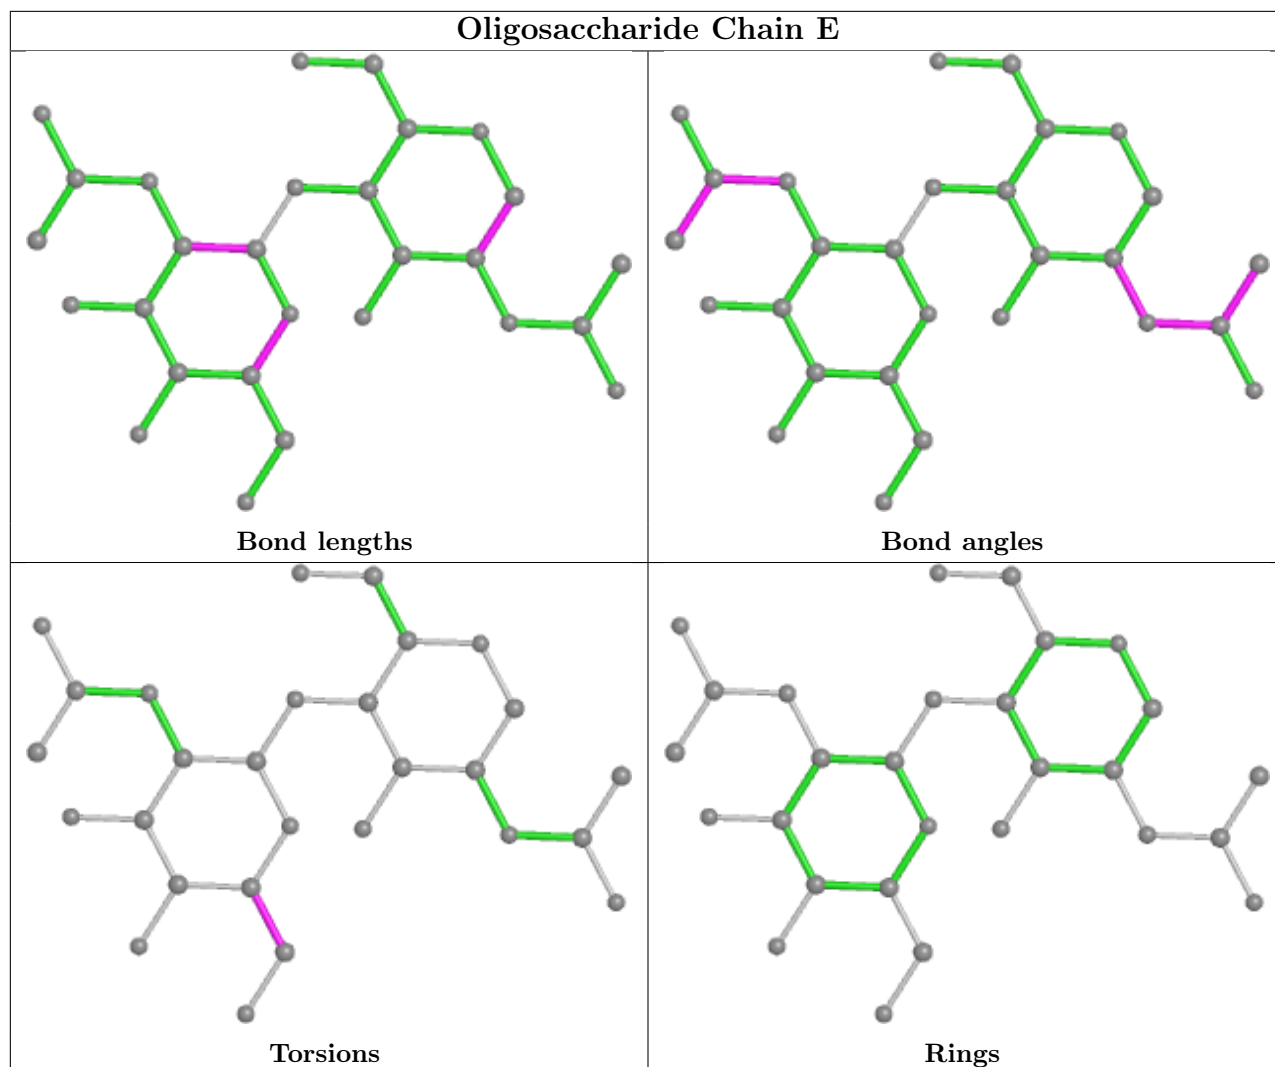 Oligosaccharide Chain E
Bond lengths
Bond angles
Torsions
Rings